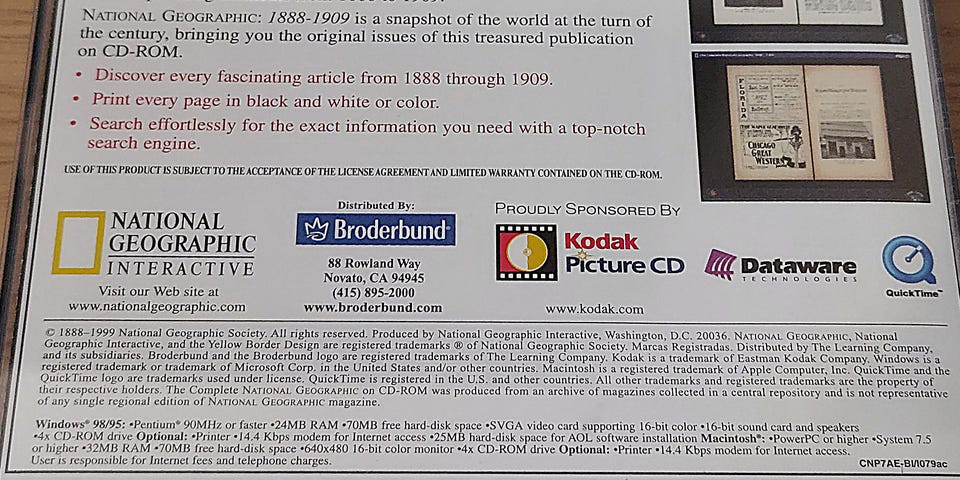 NATIONAL GEOGRAPHIC: 1888-1909 is a snapshot of the world at the turn of
the century, bringing you the original issues of this treasured publication
on CD-ROM.
• Discover every fascinating article from 1888 through 1909.
• Print every page in black and white or color.
• Search effortlessly for the exact information you need with a top-notch
search engine.
USE OF THIS PRODUCT IS SUBJECT TO THE ACCEPTANCE OF THE LICENSE AGREEMENT AND LIMITED WARRANTY CONTAINED ON THE CD-ROM.
FLORIDA
CHICAGO
GREAT
WESTERN
NATIONAL
GEOGRAPHIC
INTERACTIVE
Visit our Web site at
www.nationalgeographic.com
Distributed By:
Brøderbund®
88 Rowland Way
Novato, CA 94945
(415) 895-2000
www.broderbund.com
PROUDLY SPONSORED BY
Kodak
Picture CD
www.kodak.com
Dataware
TECHNOLOGIES
QuickTime™
© 1888–1999 National Geographic Society. All rights reserved. Produced by National Geographic Interactive, Washington, D.C. 20036. NATIONAL GEOGRAPHIC, National
Geographic Interactive, and the Yellow Border Design are registered trademarks ® of National Geographic Society. Marcas Registradas. Distributed by The Learning Company,
and its subsidiaries. Broderbund and the Broderbund logo are registered trademarks of The Learning Company. Kodak is a trademark of Eastman Kodak Company. Windows is a
registered trademark or trademark of Microsoft Corp. in the United States and/or other countries. Macintosh is a registered trademark of Apple Computer, Inc. QuickTime and the
QuickTime logo are trademarks used under license. QuickTime is registered in the U.S. and other countries. All other trademarks and registered trademarks are the property of
their respective holders. The Complete NATIONAL GEOGRAPHIC on CD-ROM was produced from an archive of magazines collected in a central repository and is not representative
of any single regional edition of NATIONAL GEOGRAPHIC magazine.
Windows® 98/95: •Pentium® 90MHz or faster •24MB RAM •70MB free hard-disk space •SVGA video card supporting 16-bit color •16-bit sound card and speakers
•4x CD-ROM drive Optional: •Printer •14.4 Kbps modem for Internet access •25MB hard-disk space for AOL software installation Macintosh®: •PowerPC or higher •System 7.5
or higher •32MB RAM •70MB free hard-disk space •640x480 16-bit color monitor •4x CD-ROM drive Optional: •Printer •14.4 Kbps modem for Internet access.
User is responsible for Internet fees and telephone charges.
CNP7AE-BI/I079ac